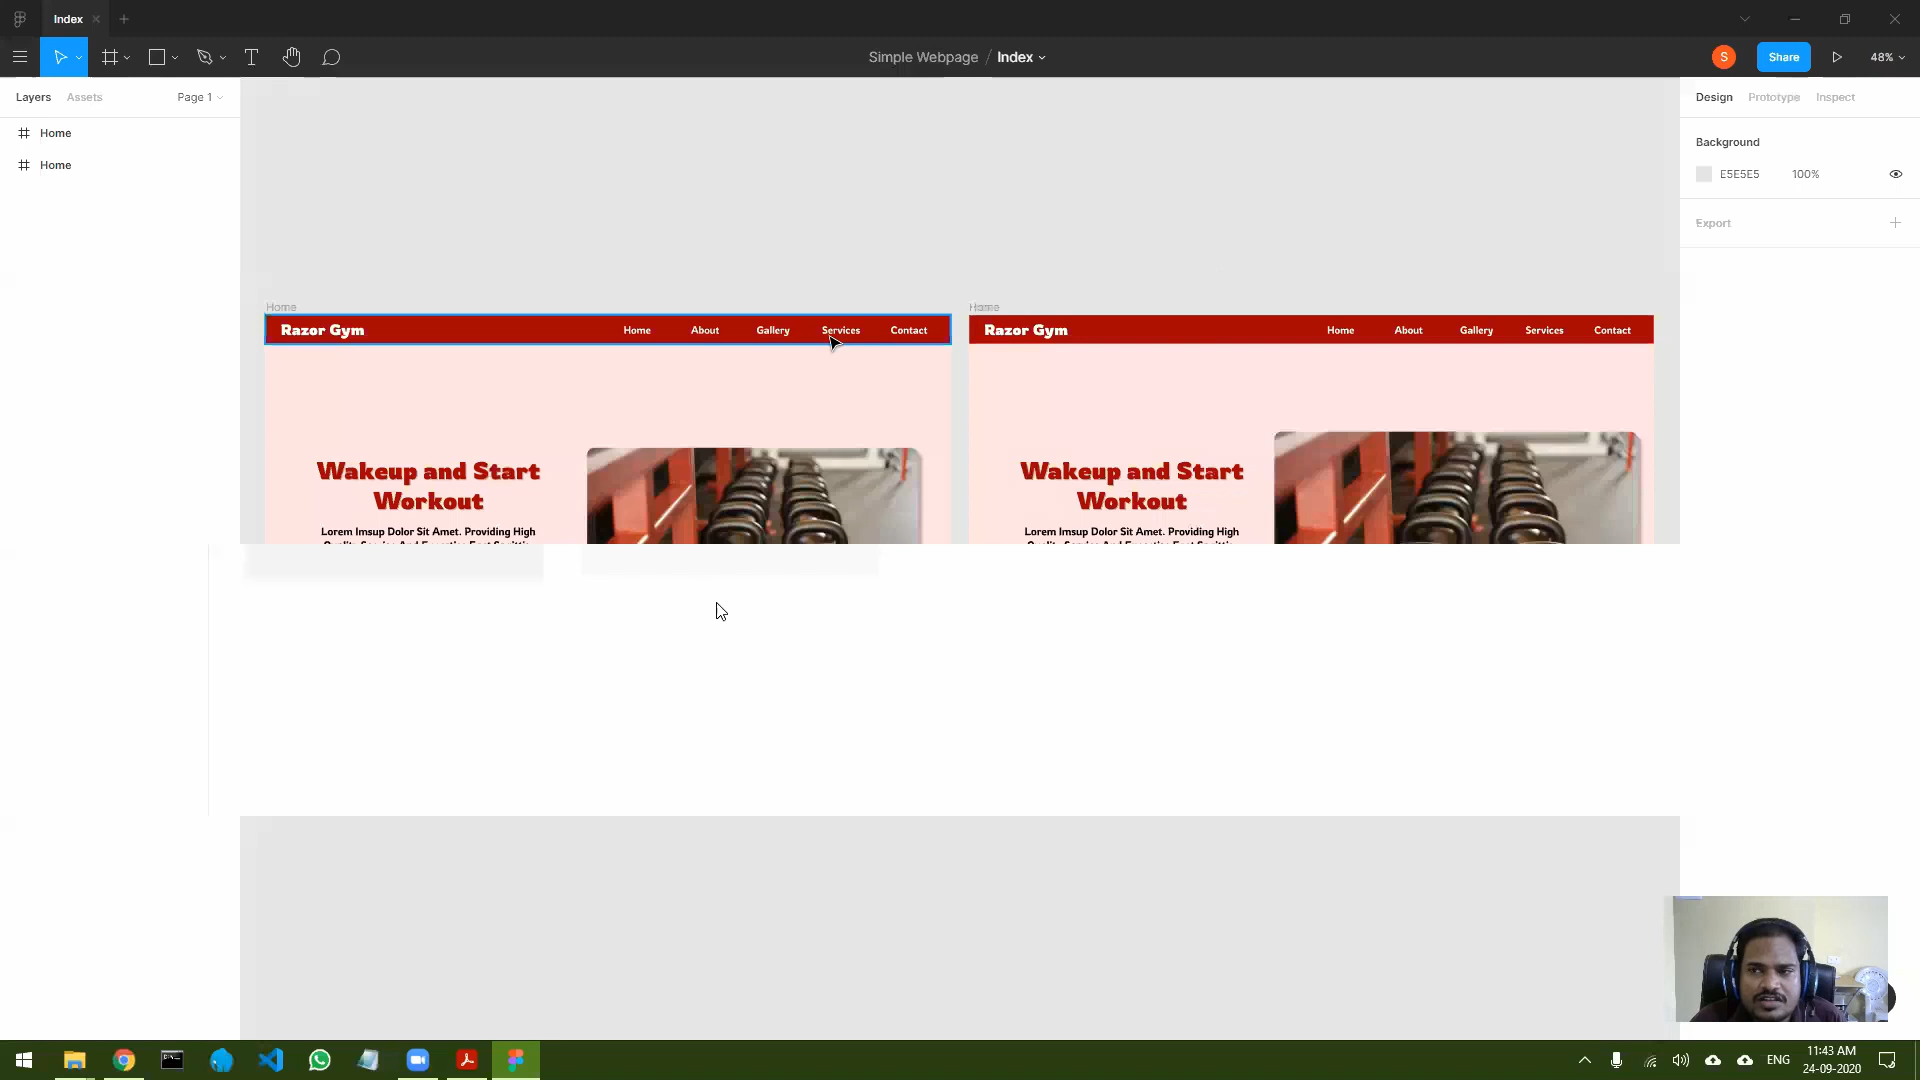 Index
Simple Webpage / Index
S
Share
48%
Layers
Assets
Page 1
Design
Prototype
Inspect
Home
Home
Background
E5E5E5
100%
Export
Home
Razor Gym
Home
About
Gallery
Services
Contact
Wakeup and Start
Workout
Lorem Imsup Dolor Sit Amet. Providing High
Home
Razor Gym
Home
About
Gallery
Services
Contact
Wakeup and Start
Workout
Lorem Imsup Dolor Sit Amet. Providing High
ENG
11:43 AM
24-09-2020